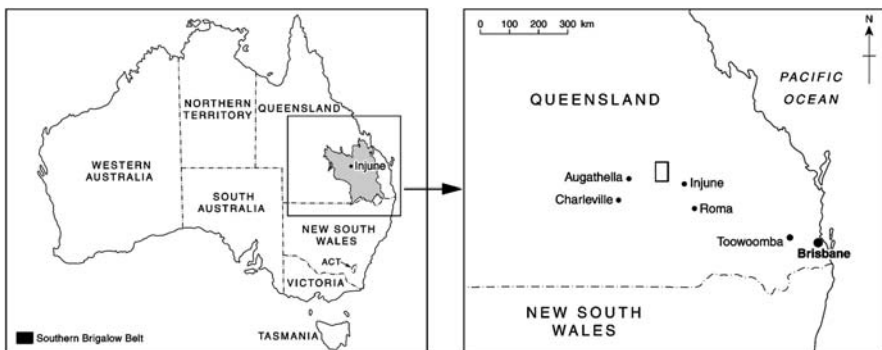 NORTHERN
TERRITORY
QUEENSLAND
WESTERN
AUSTRALIA
Injune
SOUTH
AUSTRALIA
NEW SOUTH
WALES
ACT
VICTORIA
TASMANIA
Southern Brigalow Belt
0 100 200 300 km
N
PACIFIC
OCEAN
QUEENSLAND
Augathella
Injune
Charleville
Roma
Toowoomba
Brisbane
NEW SOUTH
WALES